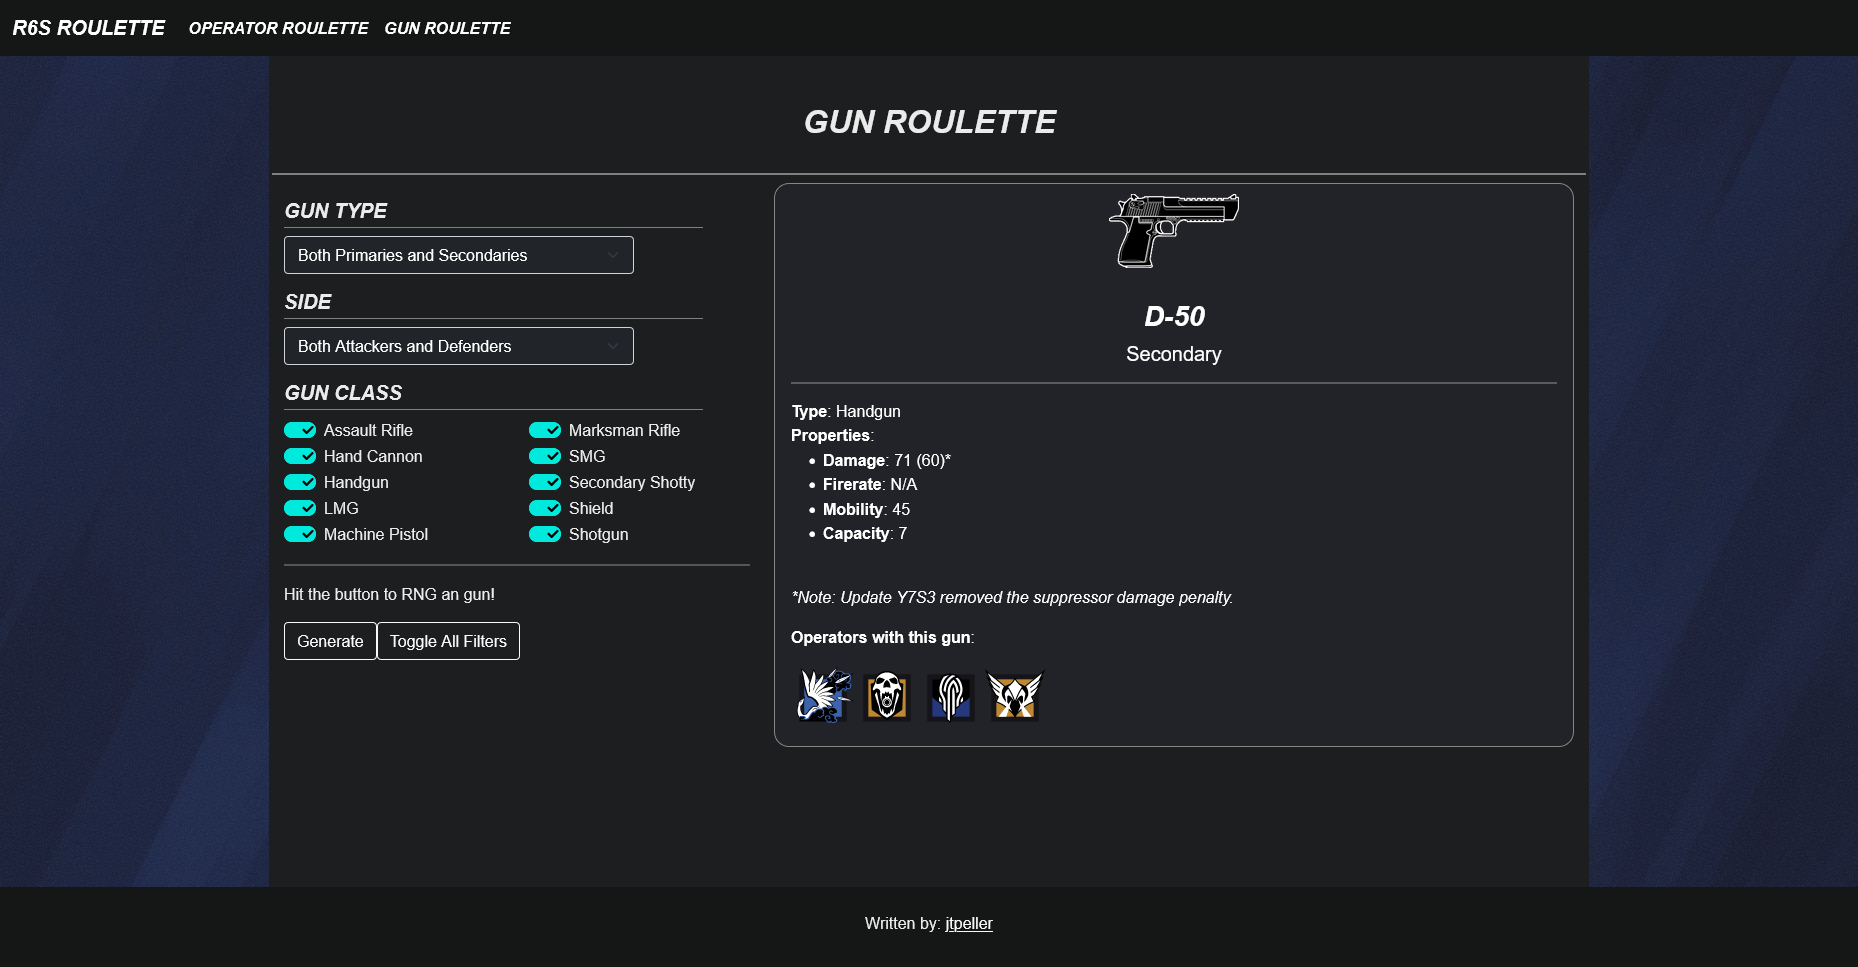 R6S ROULETTE OPERATOR ROULETTE GUN ROULETTE
GUN ROULETTE
GUN TYPE
Both Primaries and Secondaries
SIDE
Both Attackers and Defenders
GUN CLASS
Assault Rifle
Hand Cannon
Handgun
LMG
Machine Pistol
Marksman Rifle
SMG
Secondary Shotty
Shield
Shotgun
Hit the button to RNG an gun!
Generate Toggle All Filters
D-50
Secondary
Type: Handgun
Properties:
• Damage: 71 (60)*
• Firerate: N/A
• Mobility: 45
• Capacity: 7
*Note: Update Y7S3 removed the suppressor damage penalty.
Operators with this gun:
Written by: jtpeller